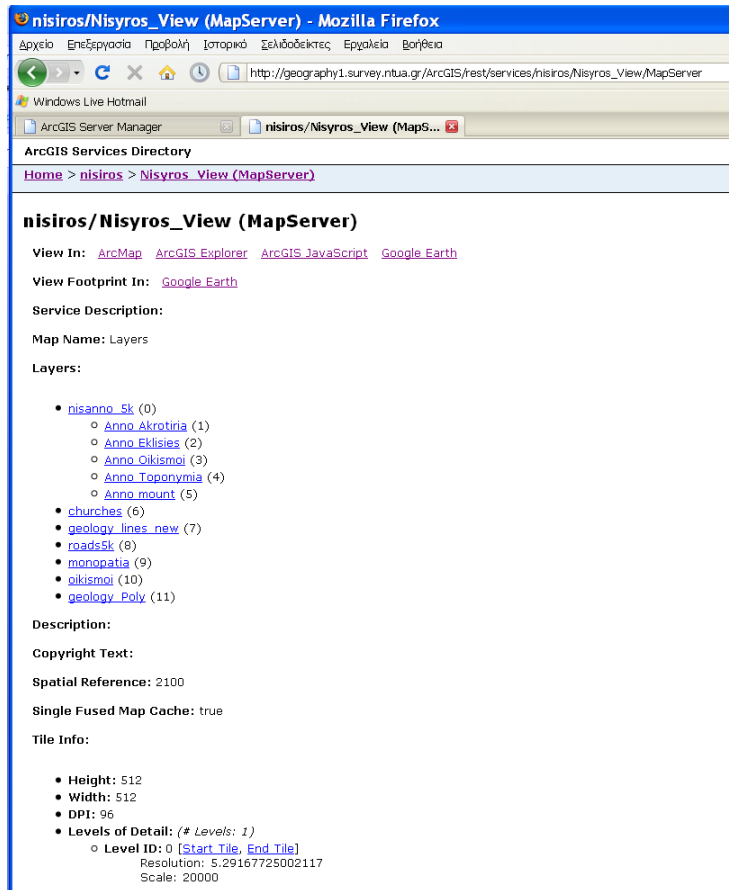 nisiros/Nisyros_View (MapServer) - Mozilla Firefox
Αρχείο Επεξεργασία Προβολή Ιστορικό Σελιδοδείκτες Εργαλεία Βοήθεια
http://geography1.survey.ntua.gr/ArcGIS/rest/services/nisiros/Nisyros_View/MapServer
Windows Live Hotmail
ArcGIS Server Manager
nisiros/Nisyros_View (MapS...
ArcGIS Services Directory
Home > nisiros > Nisyros_View (MapServer)
nisiros/Nisyros_View (MapServer)
View In: ArcMap ArcGIS Explorer ArcGIS JavaScript Google Earth
View Footprint In: Google Earth
Service Description:
Map Name: Layers
Layers:
nisanno_5k (0)
Anno Akrotiria (1)
Anno Eklisies (2)
Anno Oikismoi (3)
Anno Toponymia (4)
Anno mount (5)
churches (6)
geology_lines_new (7)
roads5k (8)
monopatia (9)
oikismoi (10)
geology_Poly (11)
Description:
Copyright Text:
Spatial Reference: 2100
Single Fused Map Cache: true
Tile Info:
Height: 512
Width: 512
DPI: 96
Levels of Detail: (# Levels: 1)
Level ID: 0 [Start Tile, End Tile]
Resolution: 5.29167725002117
Scale: 20000